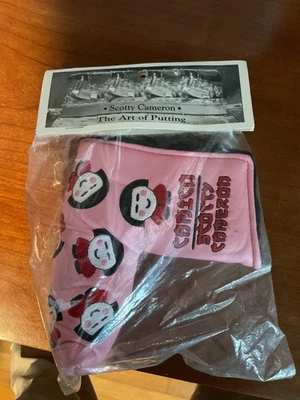 • Scotty Cameron •
The Art of Putting
SCOTTY
CAMERON